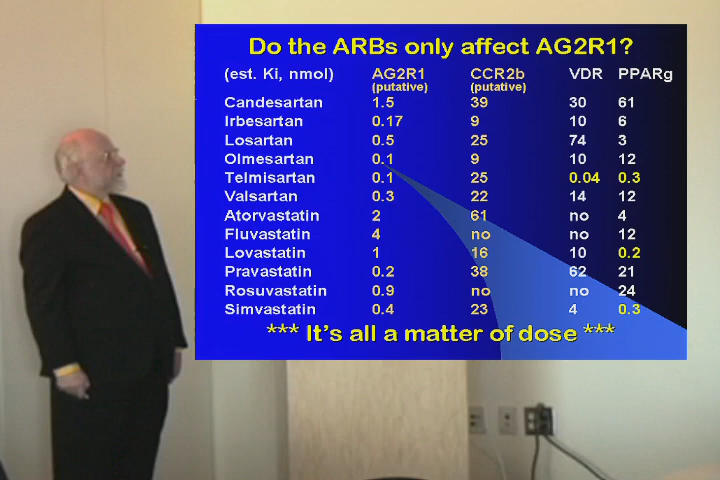 Do the ARBs only affect AG2R1?
(est. Ki, nmol) AG2R1 CCR2b VDR PPARg
(putative) (putative)
Candesartan 1.5 39 30 61
Irbesartan 0.17 9 10 6
Losartan 0.5 25 74 3
Olmesartan 0.1 9 10 12
Telmisartan 0.1 25 0.04 0.3
Valsartan 0.3 22 14 12
Atorvastatin 2 61 no 4
Fluvastatin 4 no no 12
Lovastatin 1 16 10 0.2
Pravastatin 0.2 38 62 21
Rosuvastatin 0.9 no no 24
Simvastatin 0.4 23 4 0.3
*** It's all a matter of dose ***